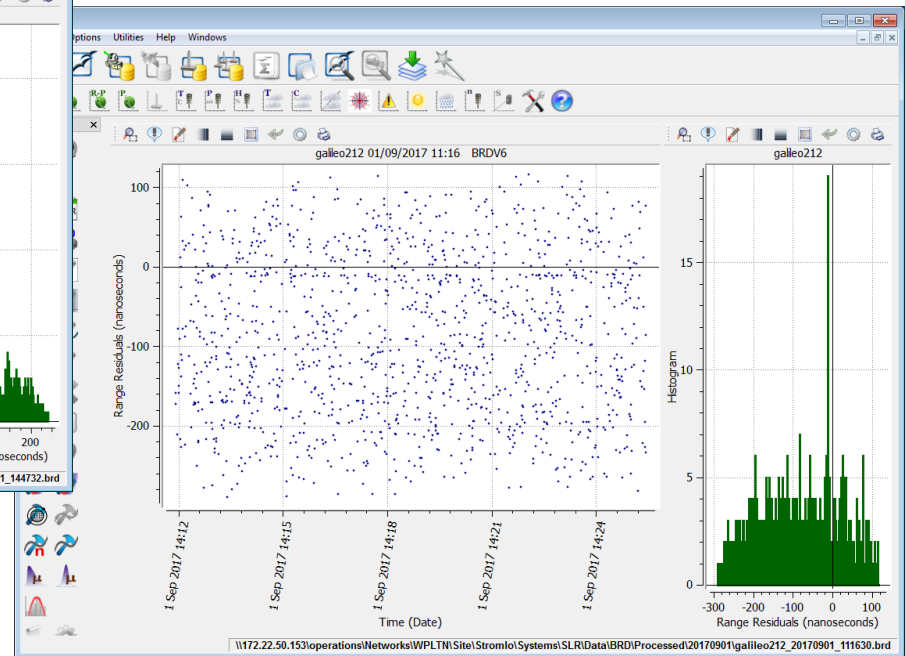 Options Utilities Help Windows
R-P P T P H T C n S
galileo212 01/09/2017 11:16 BRDV6
galileo212
100
0
-100
-200
Range Residuals (nanoseconds)
1 Sep 2017 14:12
1 Sep 2017 14:15
1 Sep 2017 14:18
1 Sep 2017 14:21
1 Sep 2017 14:24
Time (Date)
15
10
5
0
Histogram
-300 -200 -100 0 100
Range Residuals (nanoseconds)
200
oseconds)
1_144732.brd
n
μ μ
\\172.22.50.153\operations\Networks\WPLTN\Site\Stromlo\Systems\SLR\Data\BRD\Processed\20170901\galileo212_20170901_111630.brd